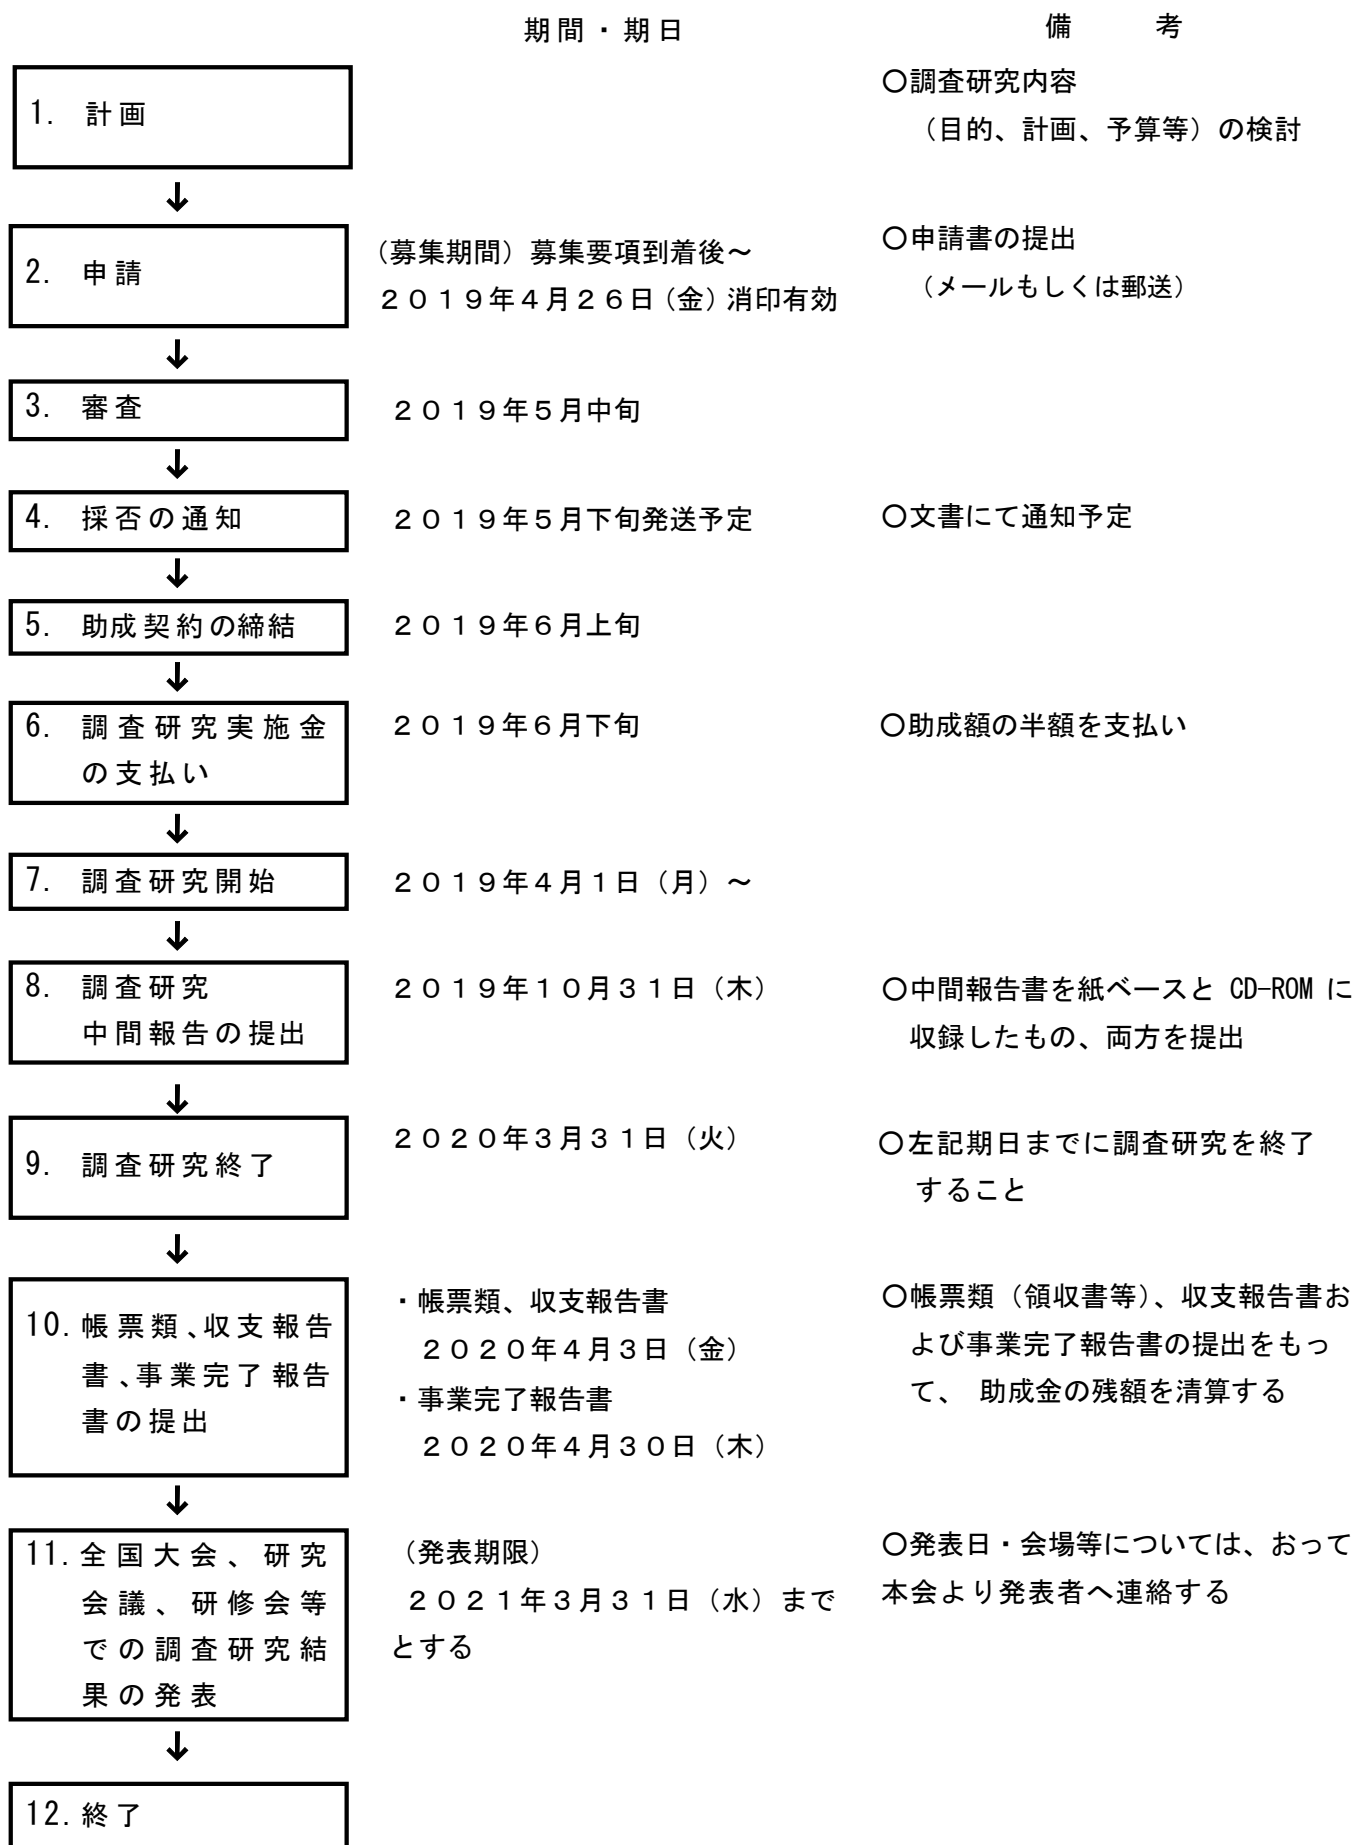 期間・期日
備　　考
1. 計画
〇調査研究内容
（目的、計画、予算等）の検討
↓
2. 申請
（募集期間）募集要項到着後～
２０１９年４月２６日（金）消印有効
〇申請書の提出
（メールもしくは郵送）
↓
3. 審査
２０１９年５月中旬
↓
4. 採否の通知
２０１９年５月下旬発送予定
〇文書にて通知予定
↓
5. 助成契約の締結
２０１９年６月上旬
↓
6. 調査研究実施金
の支払い
２０１９年６月下旬
〇助成額の半額を支払い
↓
7. 調査研究開始
２０１９年４月１日（月）～
↓
8. 調査研究
中間報告の提出
２０１９年１０月３１日（木）
〇中間報告書を紙ベースと CD-ROM に
収録したもの、両方を提出
↓
9. 調査研究終了
２０２０年３月３１日（火）
〇左記期日までに調査研究を終了
すること
↓
10. 帳票類、収支報告
書、事業完了報告
書の提出
・帳票類、収支報告書
２０２０年４月３日（金）
・事業完了報告書
２０２０年４月３０日（木）
〇帳票類（領収書等）、収支報告書お
よび事業完了報告書の提出をもっ
て、 助成金の残額を清算する
↓
11. 全国大会、研究
会議、研修会等
での調査研究結
果の発表
（発表期限）
２０２１年３月３１日（水）まで
とする
〇発表日・会場等については、おって
本会より発表者へ連絡する
↓
12. 終了